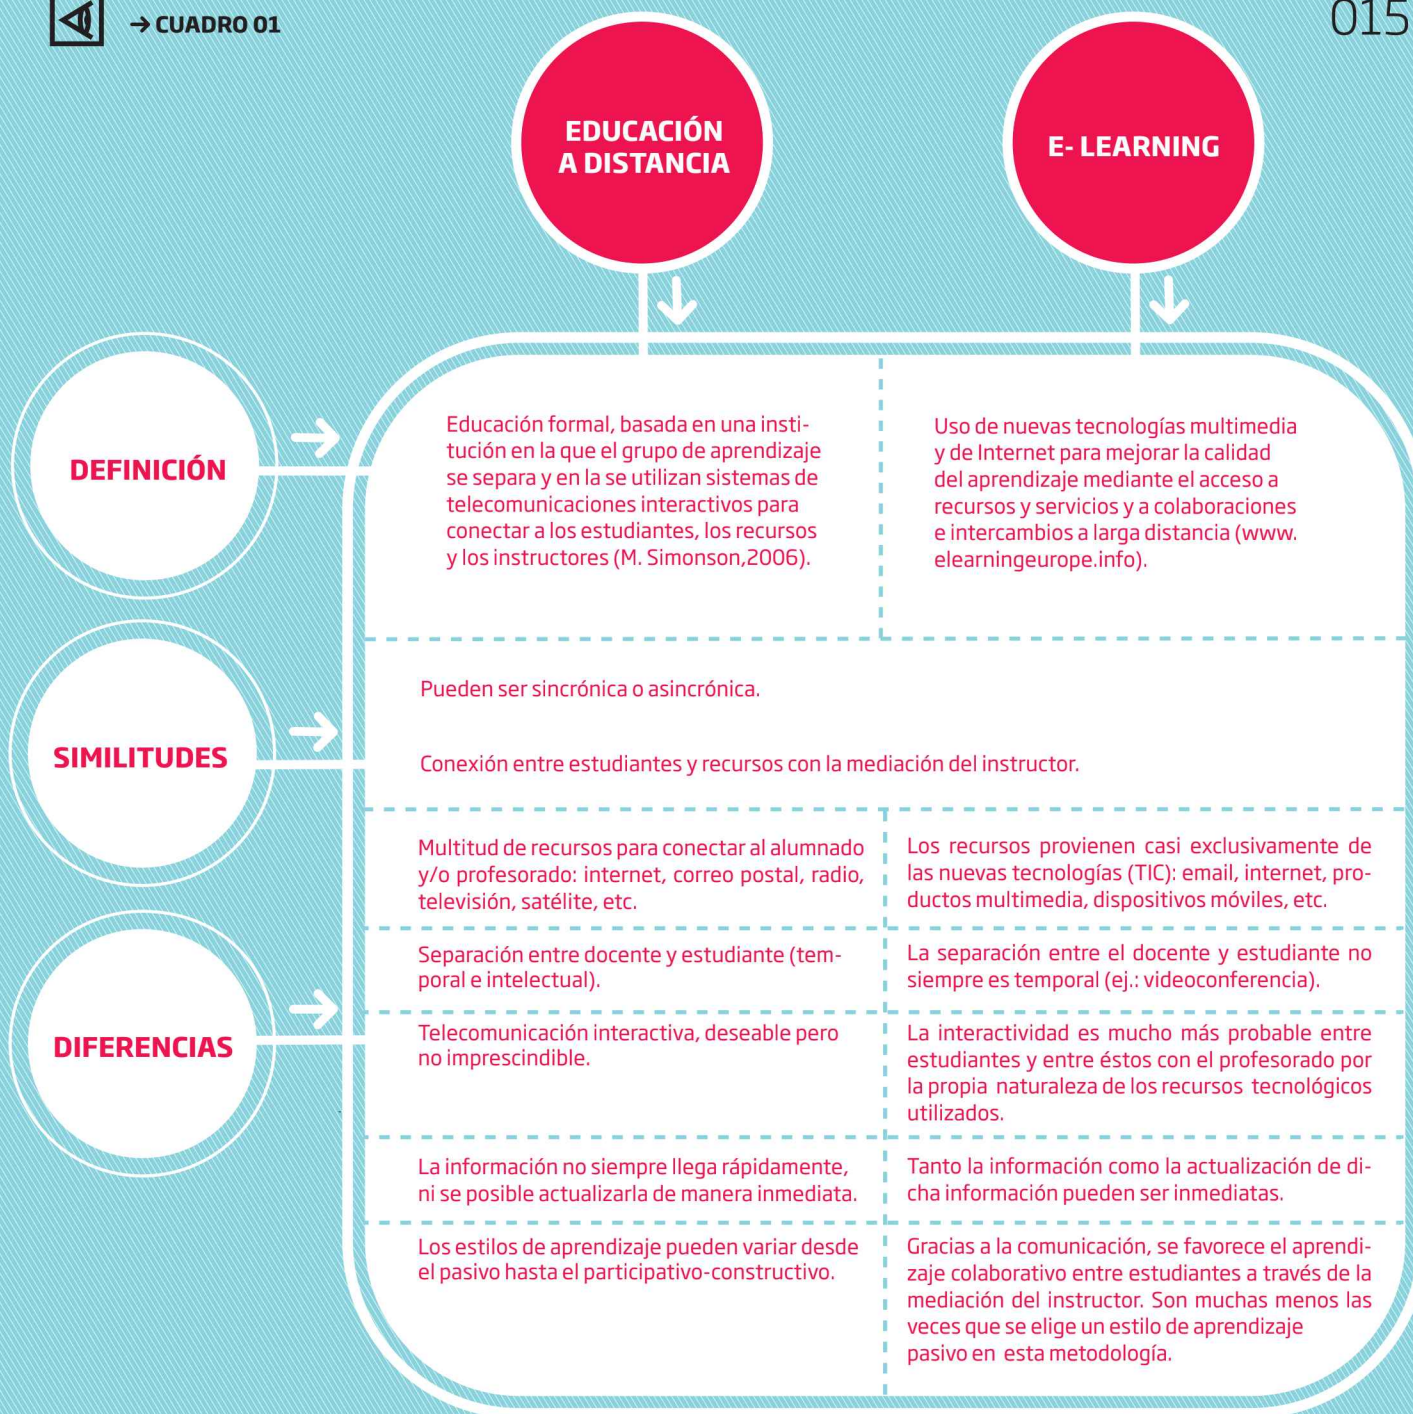 → CUADRO 01
015
EDUCACIÓN
A DISTANCIA
E- LEARNING
DEFINICIÓN
Educación formal, basada en una insti-
tución en la que el grupo de aprendizaje
se separa y en la se utilizan sistemas de
telecomunicaciones interactivos para
conectar a los estudiantes, los recursos
y los instructores (M. Simonson,2006).
Uso de nuevas tecnologías multimedia
y de Internet para mejorar la calidad
del aprendizaje mediante el acceso a
recursos y servicios y a colaboraciones
e intercambios a larga distancia (www.
elearningeurope.info).
SIMILITUDES
Pueden ser sincrónica o asincrónica.
Conexión entre estudiantes y recursos con la mediación del instructor.
DIFERENCIAS
Multitud de recursos para conectar al alumnado
y/o profesorado: internet, correo postal, radio,
televisión, satélite, etc.
Los recursos provienen casi exclusivamente de
las nuevas tecnologías (TIC): email, internet, pro-
ductos multimedia, dispositivos móviles, etc.
Separación entre docente y estudiante (tem-
poral e intelectual).
La separación entre el docente y estudiante no
siempre es temporal (ej.: videoconferencia).
Telecomunicación interactiva, deseable pero
no imprescindible.
La interactividad es mucho más probable entre
estudiantes y entre éstos con el profesorado por
la propia naturaleza de los recursos tecnológicos
utilizados.
La información no siempre llega rápidamente,
ni se posible actualizarla de manera inmediata.
Tanto la información como la actualización de di-
cha información pueden ser inmediatas.
Los estilos de aprendizaje pueden variar desde
el pasivo hasta el participativo-constructivo.
Gracias a la comunicación, se favorece el aprendi-
zaje colaborativo entre estudiantes a través de la
mediación del instructor. Son muchas menos las
veces que se elige un estilo de aprendizaje
pasivo en esta metodología.